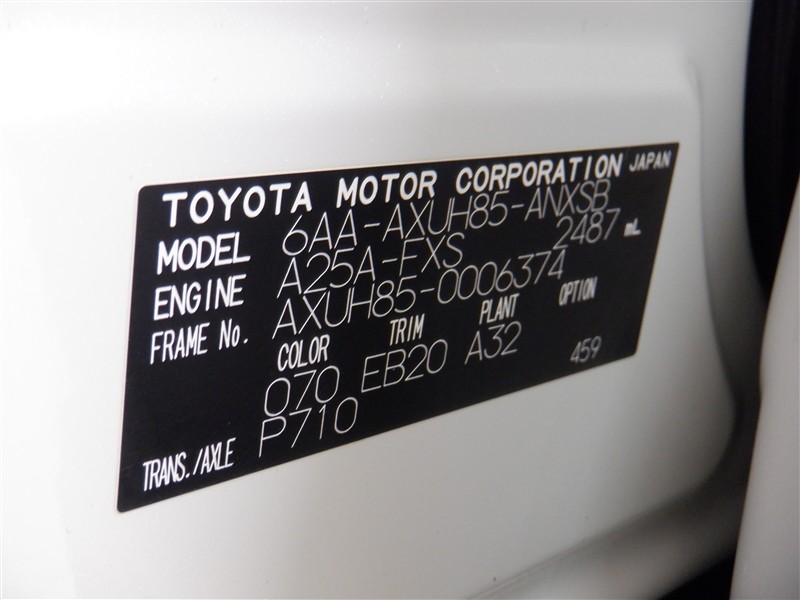 TOYOTA MOTOR CORPORATION JAPAN
MODEL 6AA-AXUH85-ANXSB
ENGINE A25A-FXS 2487 mL
FRAME No. AXUH85-0006374
COLOR TRIM PLANT OPTION
070 EB20 A32 459
TRANS./AXLE P710